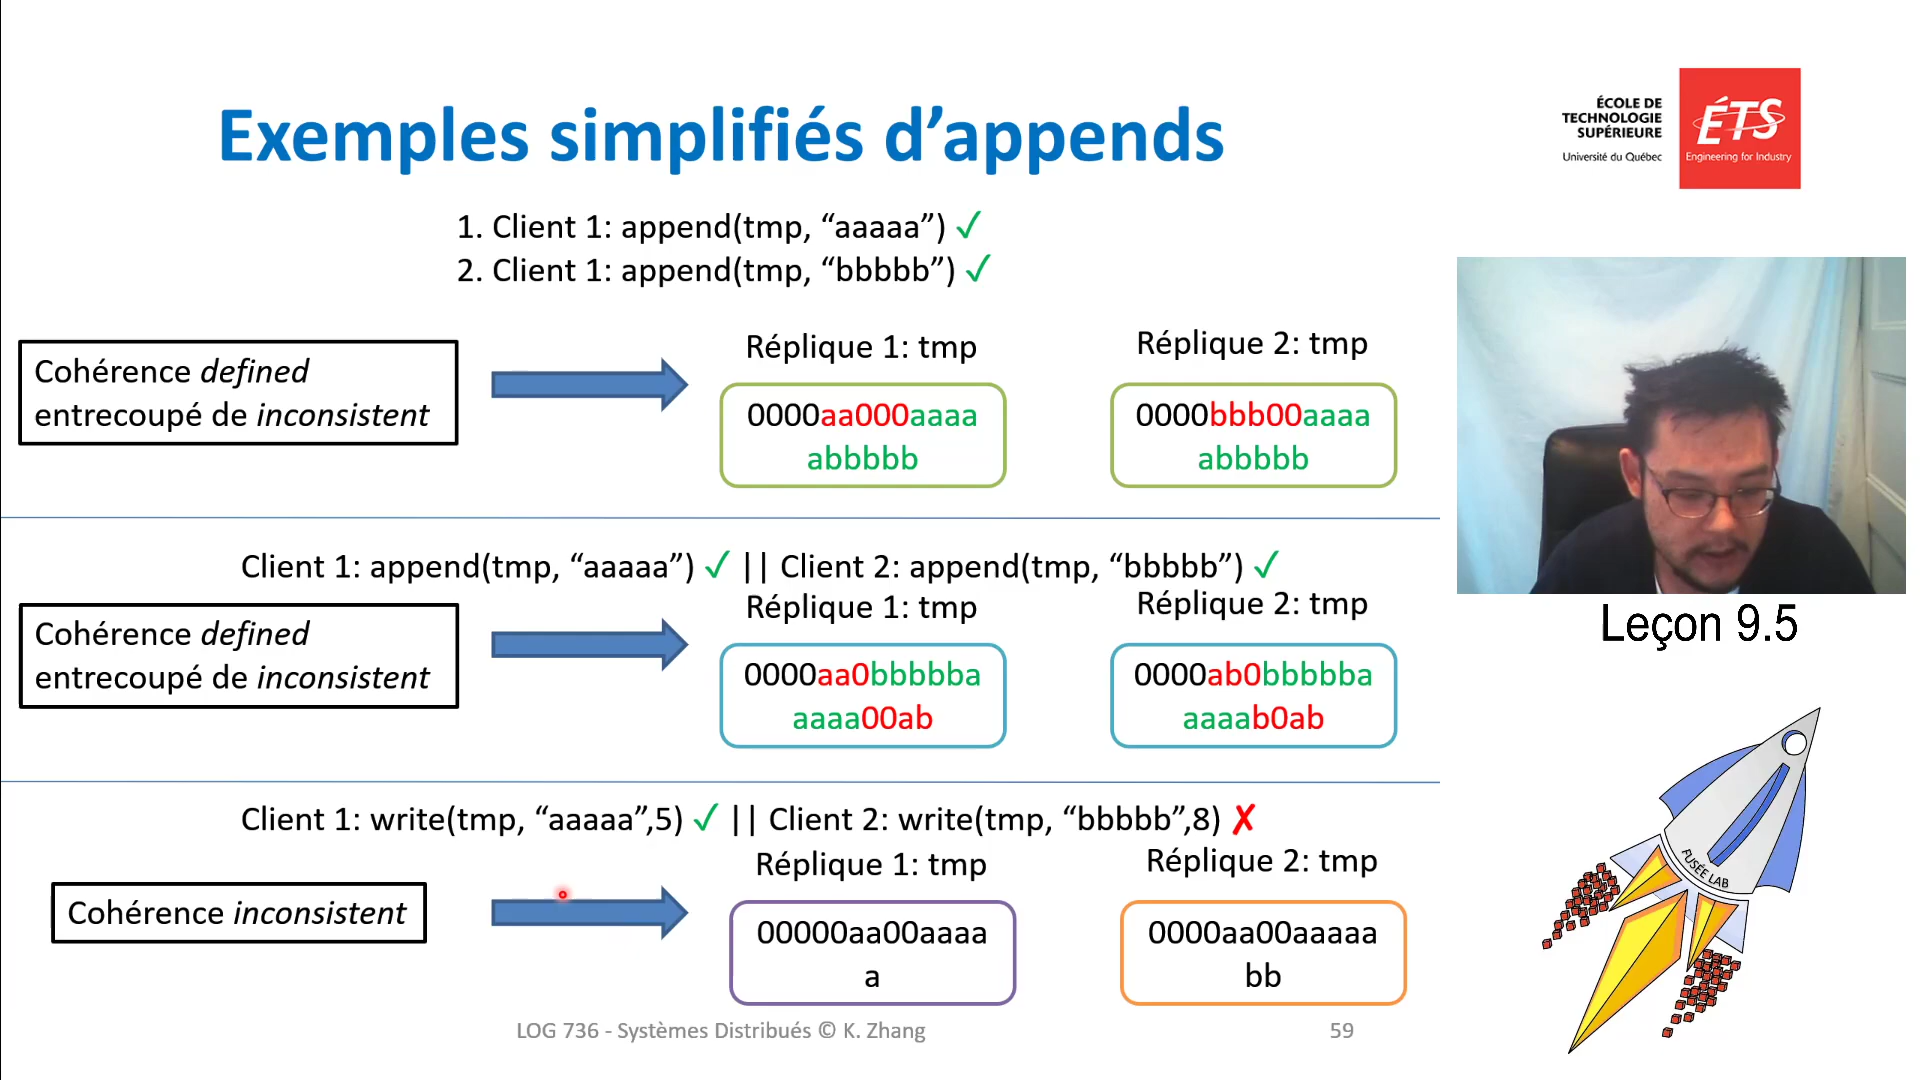 Exemples simplifiés d’appends
ÉCOLE DE
TECHNOLOGIE
SUPÉRIEURE
Université du Québec
ÉTS
Engineering for Industry
1. Client 1: append(tmp, “aaaaa”) ✓
2. Client 1: append(tmp, “bbbbb”) ✓
Cohérence defined
entrecoupé de inconsistent
Réplique 1: tmp
0000aa000aaaa
abbbbb
Réplique 2: tmp
0000bbb00aaaa
abbbbb
Client 1: append(tmp, “aaaaa”) ✓ || Client 2: append(tmp, “bbbbb”) ✓
Cohérence defined
entrecoupé de inconsistent
Réplique 1: tmp
0000aa0bbbbba
aaaa00ab
Réplique 2: tmp
0000ab0bbbbba
aaaab0ab
Client 1: write(tmp, “aaaaa”,5) ✓ || Client 2: write(tmp, “bbbbb”,8) ✗
Cohérence inconsistent
Réplique 1: tmp
00000aa00aaaa
a
Réplique 2: tmp
0000aa00aaaaa
bb
LOG 736 - Systèmes Distribués © K. Zhang
59
Leçon 9.5
FUSÉE LAB